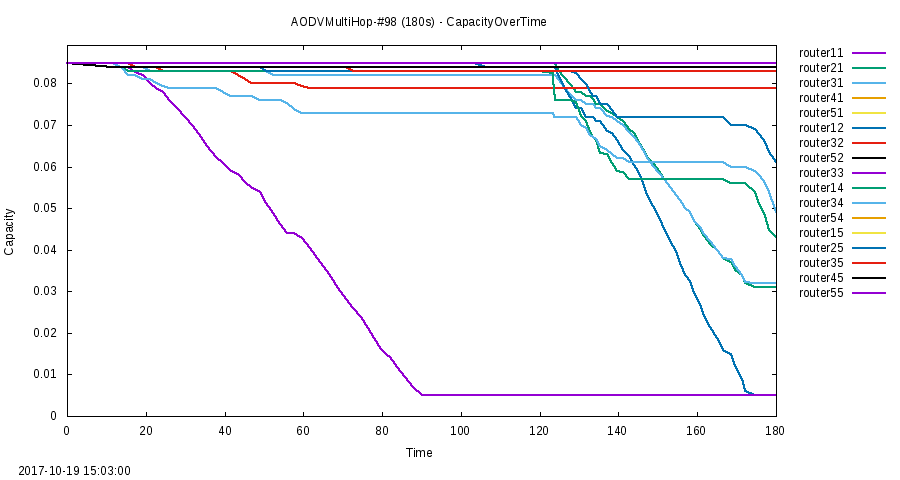 AODVMultiHop-#98 (180s) - CapacityOverTime
router11
router21
router31
router41
router51
router12
router32
router52
router33
router14
router34
router54
router15
router25
router35
router45
router55
0.08
0.07
0.06
0.05
0.04
0.03
0.02
0.01
0
Capacity
0 20 40 60 80 100 120 140 160 180
Time
2017-10-19 15:03:00